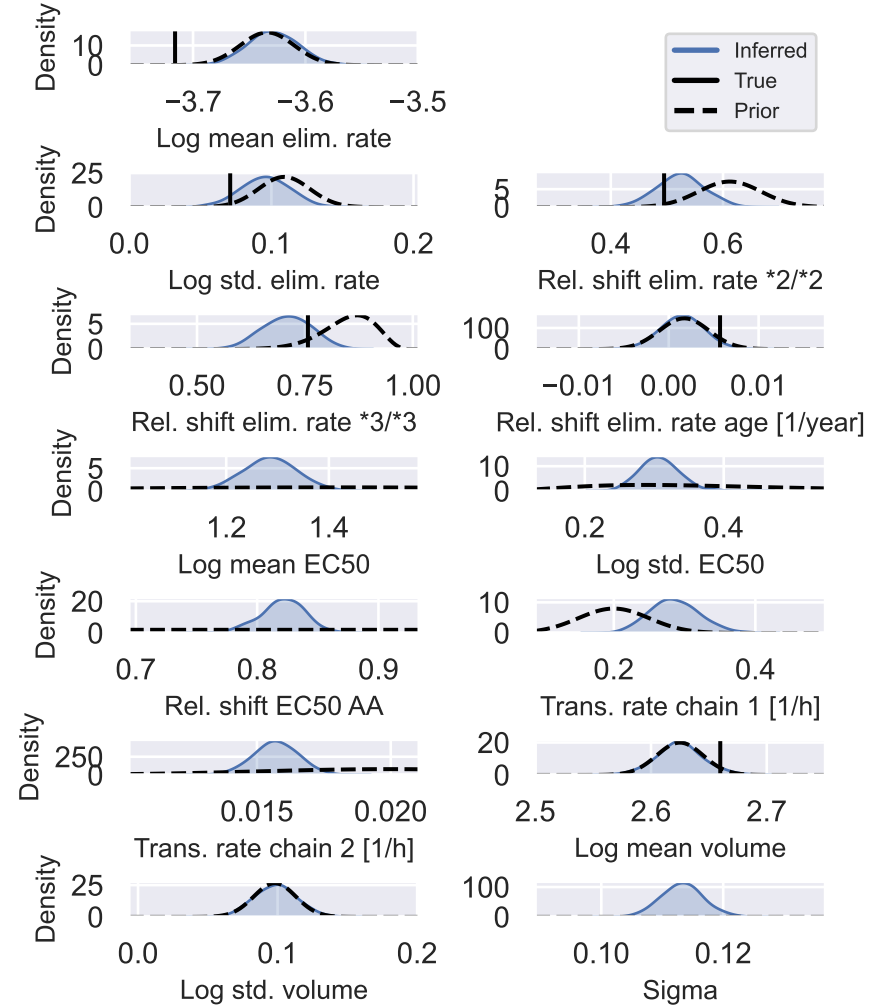 Density
10
0
−3.7 −3.6 −3.5
Log mean elim. rate
Inferred
True
Prior
Density
25
0
0.0 0.1 0.2
Log std. elim. rate
5
0
0.4 0.6
Rel. shift elim. rate *2/*2
Density
5
0
0.50 0.75 1.00
Rel. shift elim. rate *3/*3
100
0
−0.01 0.00 0.01
Rel. shift elim. rate age [1/year]
Density
5
0
1.2 1.4
Log mean EC50
10
0
0.2 0.4
Log std. EC50
Density
20
0
0.7 0.8 0.9
Rel. shift EC50 AA
10
0
0.2 0.4
Trans. rate chain 1 [1/h]
Density
250
0
0.015 0.020
Trans. rate chain 2 [1/h]
20
0
2.5 2.6 2.7
Log mean volume
Density
25
0
0.0 0.1 0.2
Log std. volume
100
0
0.10 0.12
Sigma